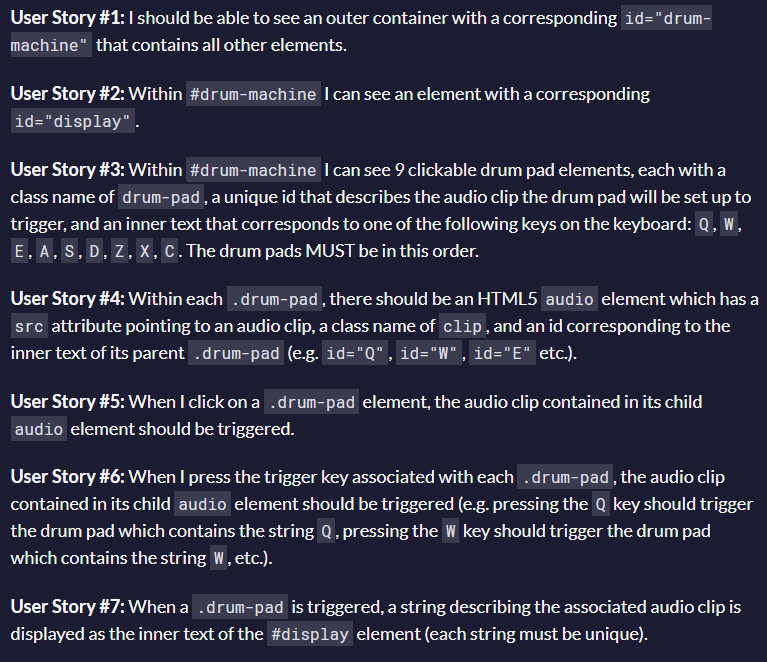 User Story #1: I should be able to see an outer container with a corresponding id="drum-
machine" that contains all other elements.
User Story #2: Within #drum-machine I can see an element with a corresponding
id="display".
User Story #3: Within #drum-machine I can see 9 clickable drum pad elements, each with a
class name of drum-pad, a unique id that describes the audio clip the drum pad will be set up to
trigger, and an inner text that corresponds to one of the following keys on the keyboard: Q, W,
E, A, S, D, Z, X, C. The drum pads MUST be in this order.
User Story #4: Within each .drum-pad, there should be an HTML5 audio element which has a
src attribute pointing to an audio clip, a class name of clip, and an id corresponding to the
inner text of its parent .drum-pad (e.g. id="Q", id="W", id="E" etc.).
User Story #5: When I click on a .drum-pad element, the audio clip contained in its child
audio element should be triggered.
User Story #6: When I press the trigger key associated with each .drum-pad, the audio clip
contained in its child audio element should be triggered (e.g. pressing the Q key should trigger
the drum pad which contains the string Q, pressing the W key should trigger the drum pad
which contains the string W, etc.).
User Story #7: When a .drum-pad is triggered, a string describing the associated audio clip is
displayed as the inner text of the #display element (each string must be unique).